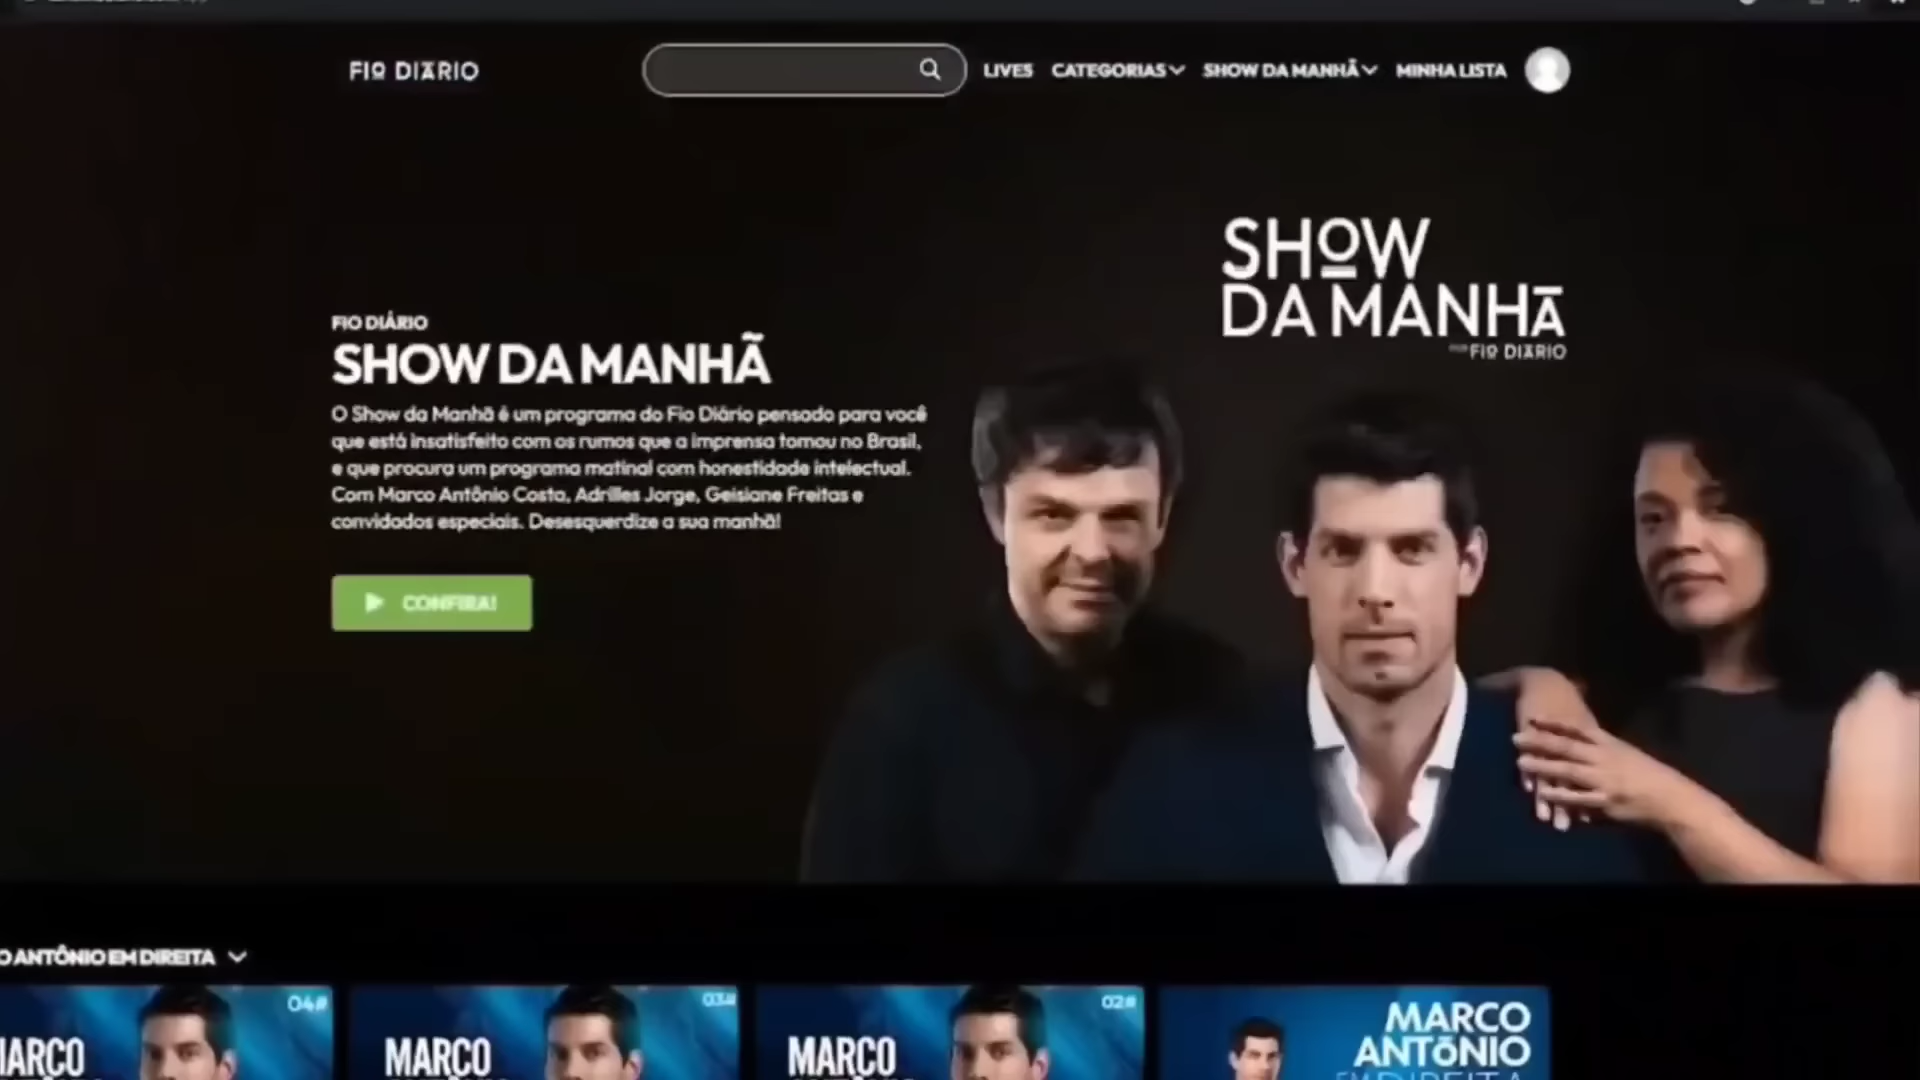 FIO DIÁRIO
LIVES CATEGORIAS SHOW DA MANHÃ MINHA LISTA
SHOW
DA MANHÃ
FIO DIÁRIO
FIO DIÁRIO
SHOW DA MANHÃ
O Show da Manhã é um programa do Fio Diário pensado para você
que está insatisfeito com os rumos que a imprensa tomou no Brasil,
e que procura um programa matinal com honestidade intelectual.
Com Marco Antônio Costa, Adrilles Jorge, Geisiane Freitas e
convidados especiais. Desesquerdize a sua manhã!
CONFIRA!
O ANTÔNIO EM DIREITA
04#
03#
02#
MARCO
ANTÔNIO
EM DIREITA
MARCO
MARCO
MARCO